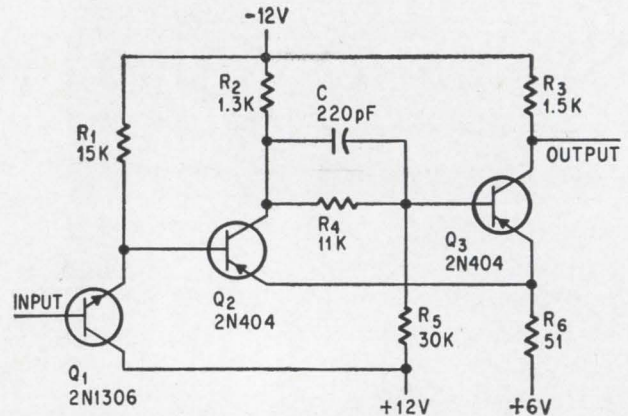 -12V
R1
15K
R2
1.3K
C
220pF
R3
1.5K
OUTPUT
R4
11K
Q3
2N404
INPUT
Q2
2N404
R5
30K
R6
51
Q1
2N1306
+12V
+6V